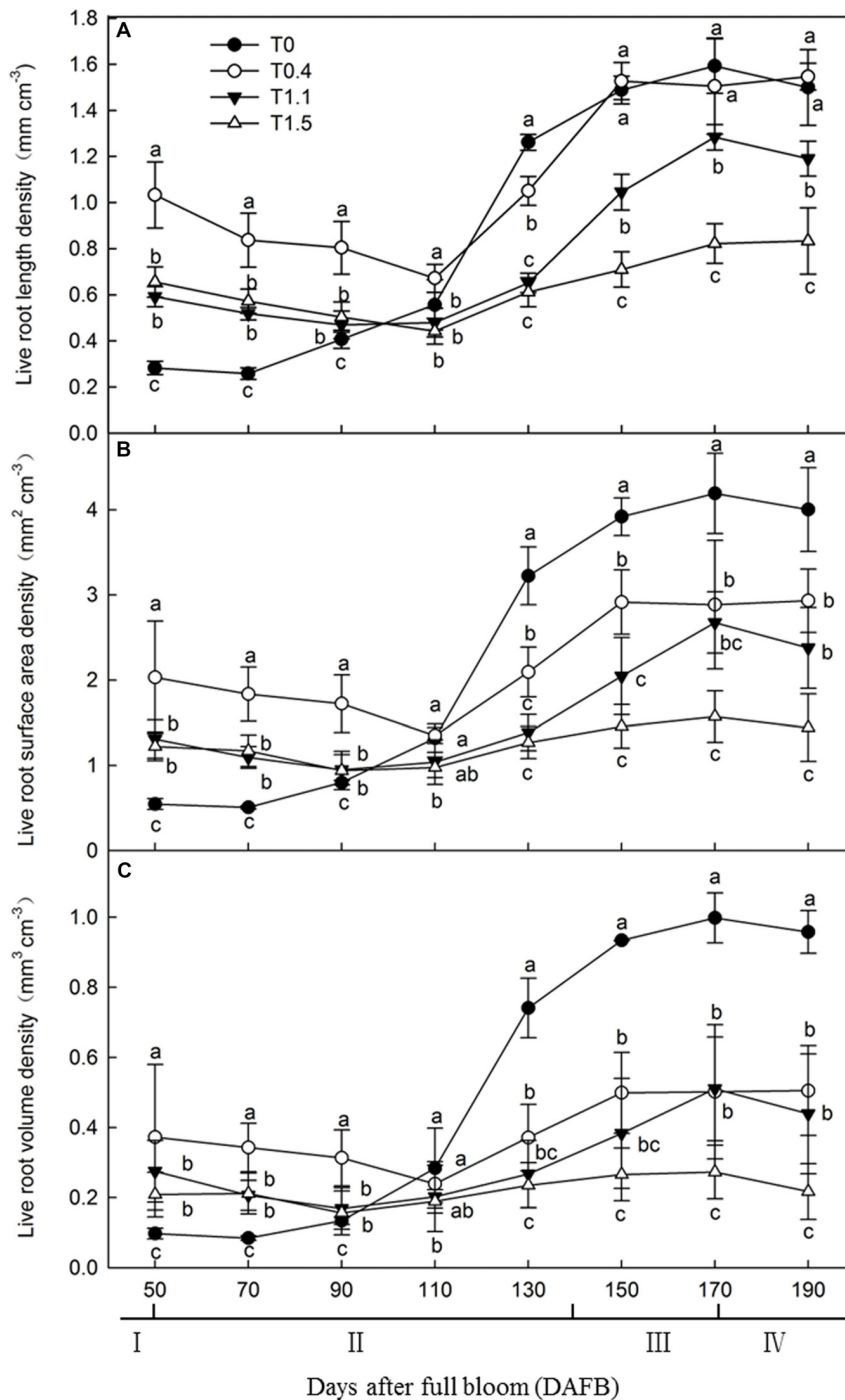 A
T0
T0.4
T1.1
T1.5
Live root length density (mm cm-3)
1.8
1.6
1.4
1.2
1.0
0.8
0.6
0.4
0.2
0.0
a a a a a a a a
b b b b b a a a
b b b b c b b b
c c c b c c c c
B
Live root surface area density (mm2 cm-3)
4
3
2
1
0
a a a a a a a a
b b b a b b b b
b b b ab c c bc b
c c c b c c c c
C
Live root volume density (mm3 cm-3)
1.0
0.8
0.6
0.4
0.2
0.0
a a a a a a a a
b b b a b b b b
b b b ab bc bc b b
c c c b c c c c
50 70 90 110 130 150 170 190
I II III IV
Days after full bloom (DAFB)